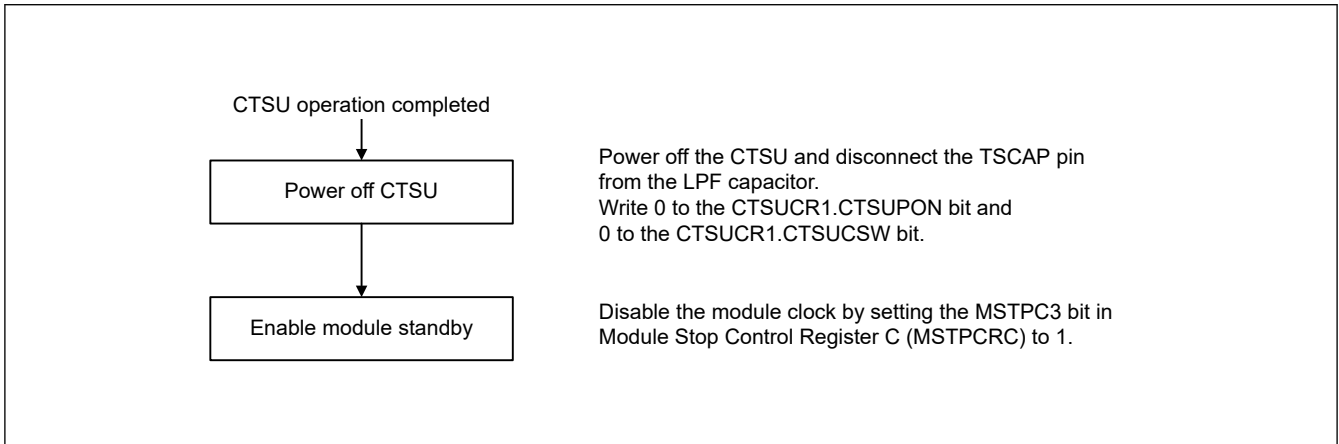 CTSU operation completed
Power off CTSU
Power off the CTSU and disconnect the TSCAP pin
from the LPF capacitor.
Write 0 to the CTSUCR1.CTSUPON bit and
0 to the CTSUCR1.CTSUCSW bit.
Enable module standby
Disable the module clock by setting the MSTPC3 bit in
Module Stop Control Register C (MSTPCRC) to 1.